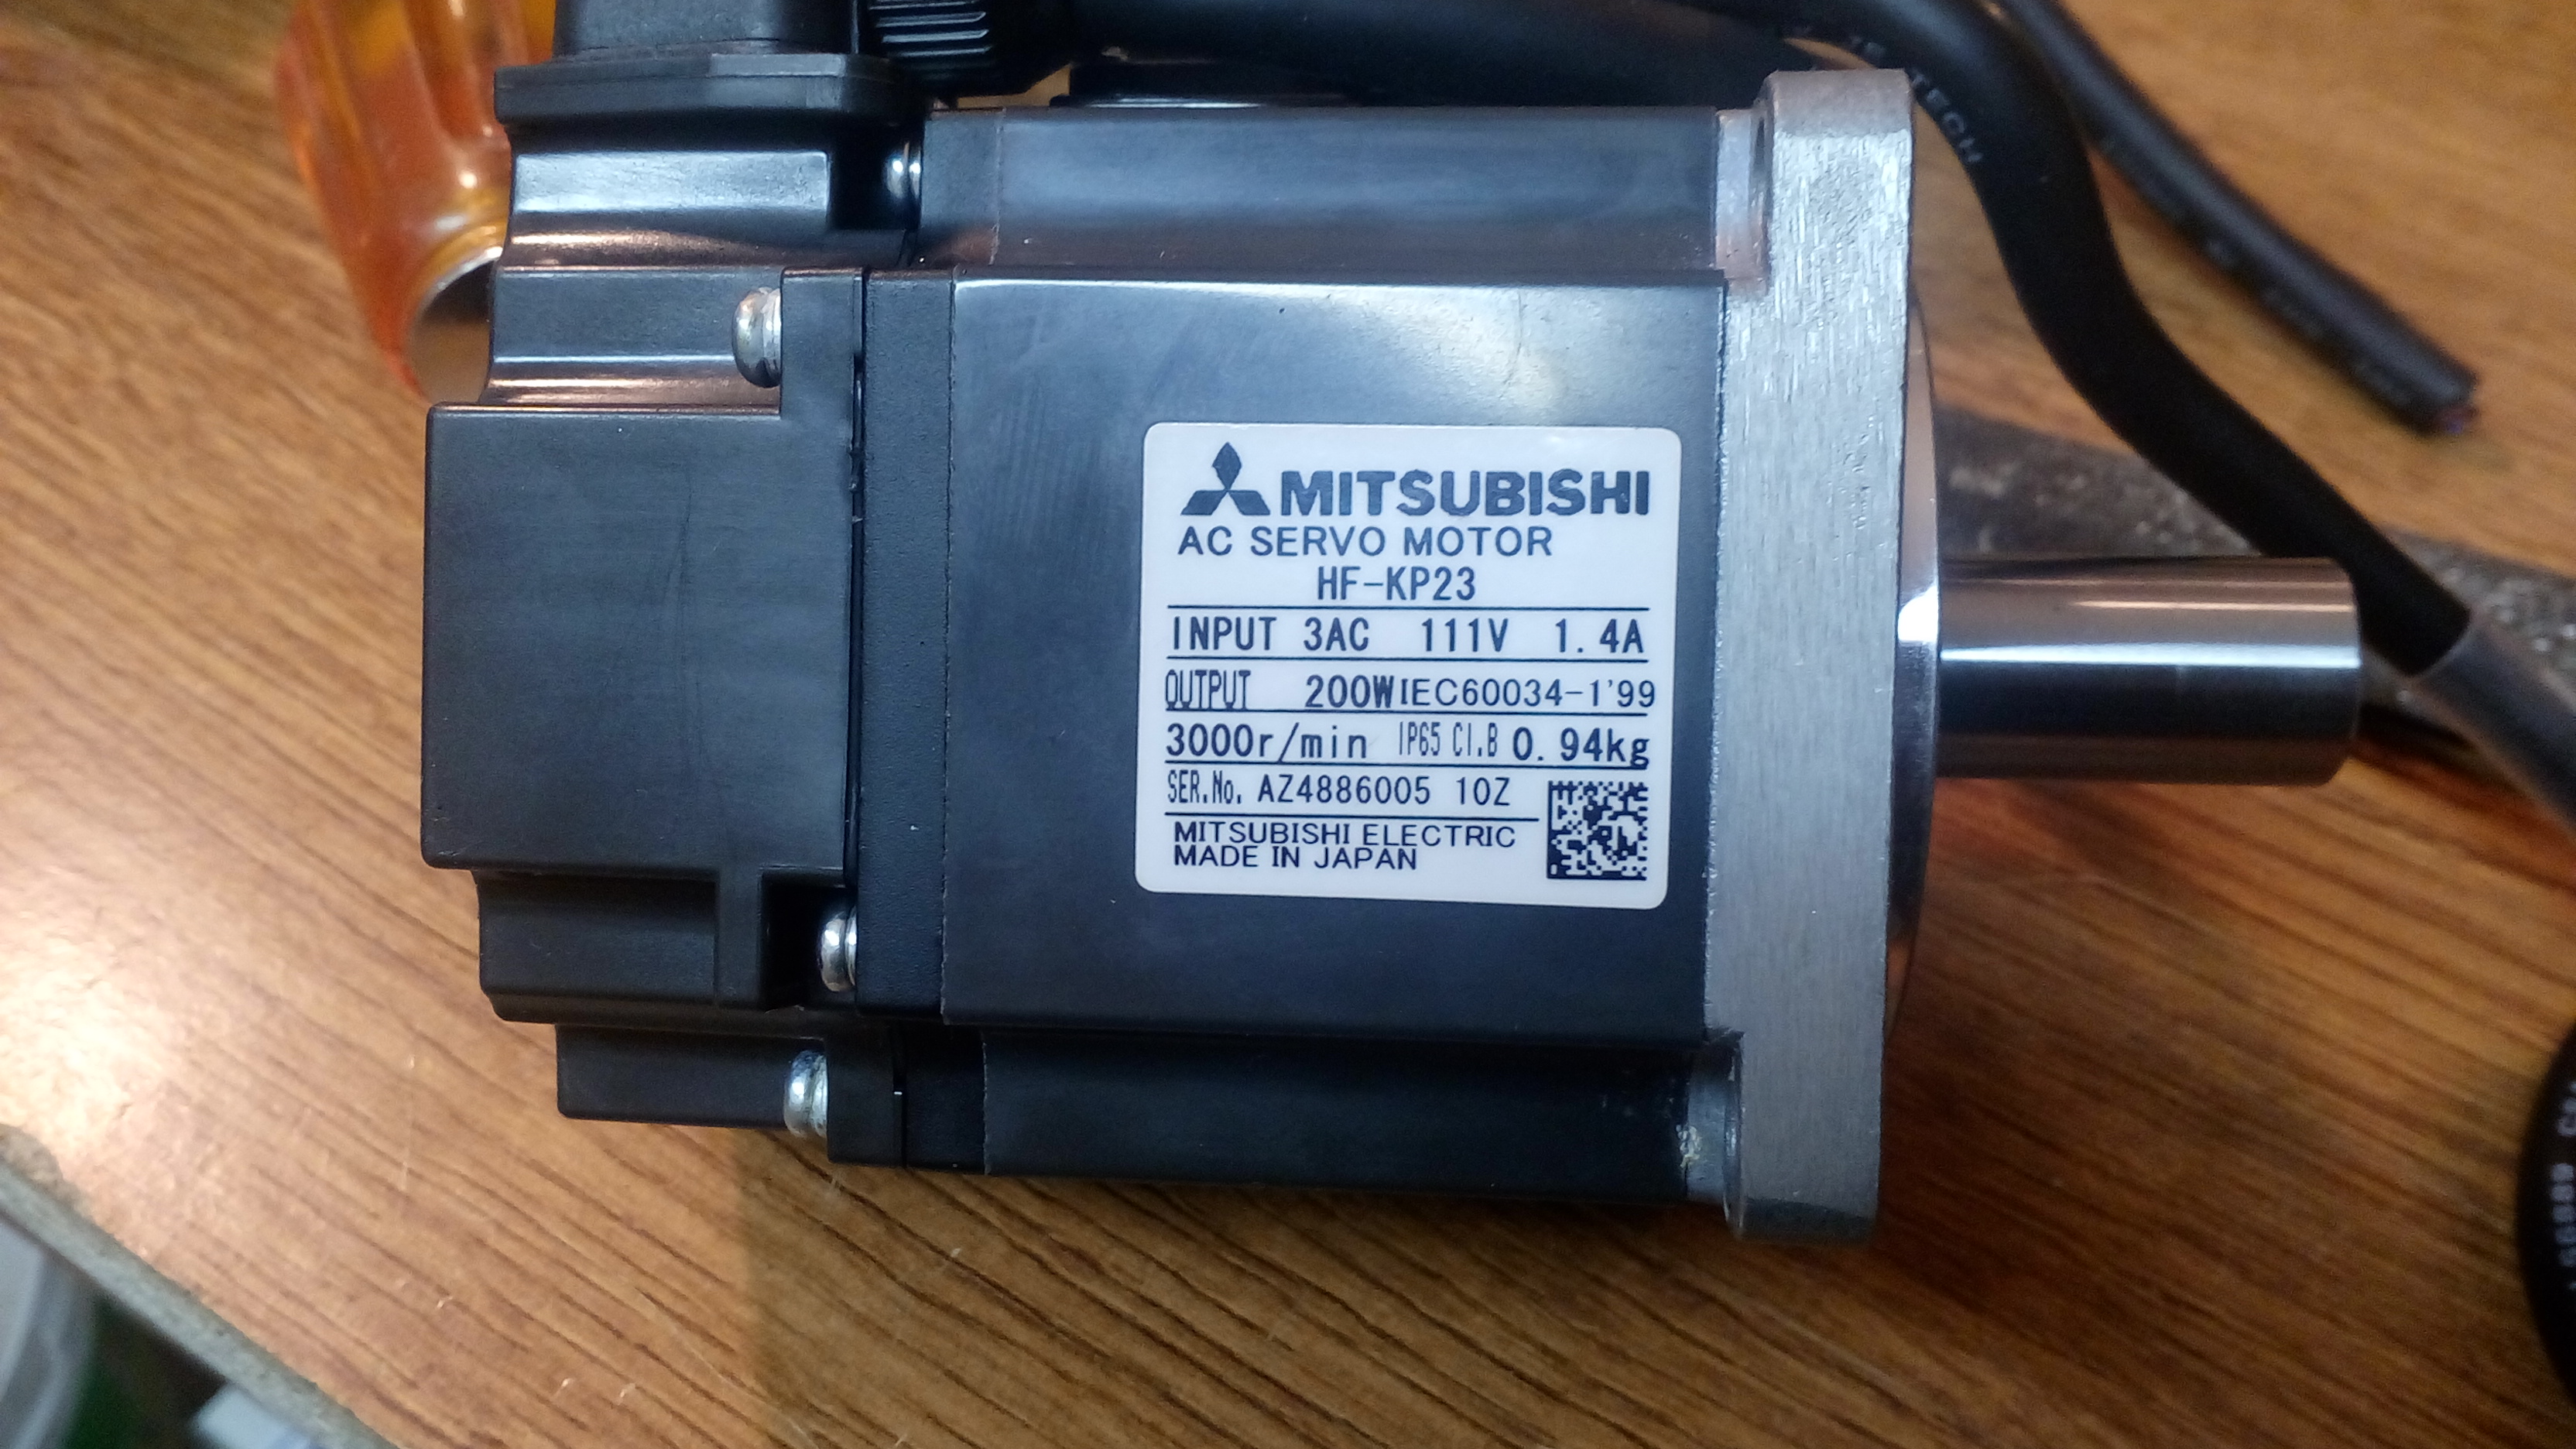 MITSUBISHI
AC SERVO MOTOR
HF-KP23
INPUT 3AC 111V 1.4A
OUTPUT 200W IEC60034-1'99
3000r/min IP65 Cl.B 0.94kg
SER.No. AZ4886005 10Z
MITSUBISHI ELECTRIC
MADE IN JAPAN
TECH